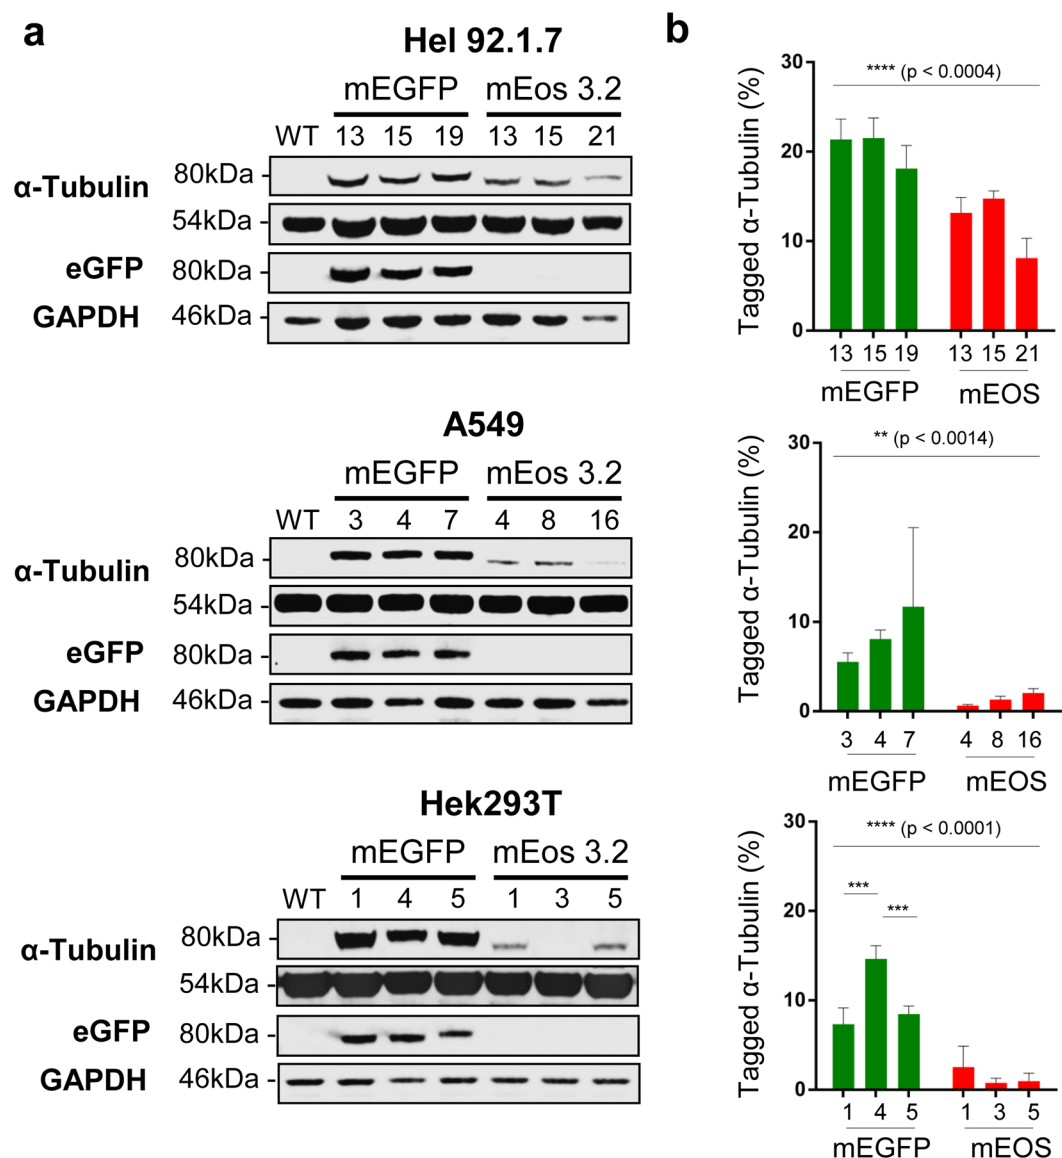 a
Hel 92.1.7
mEGFP mEos 3.2
WT 13 15 19 13 15 21
α-Tubulin 80kDa -
54kDa -
eGFP 80kDa -
GAPDH 46kDa -
A549
mEGFP mEos 3.2
WT 3 4 7 4 8 16
α-Tubulin 80kDa -
54kDa -
eGFP 80kDa -
GAPDH 46kDa -
Hek293T
mEGFP mEos 3.2
WT 1 4 5 1 3 5
α-Tubulin 80kDa -
54kDa -
eGFP 80kDa -
GAPDH 46kDa -
b
Tagged α-Tubulin (%)
30
20
10
0
**** (p < 0.0004)
13 15 19 13 15 21
mEGFP mEOS
Tagged α-Tubulin (%)
30
20
10
0
** (p < 0.0014)
3 4 7 4 8 16
mEGFP mEOS
Tagged α-Tubulin (%)
30
20
10
0
**** (p < 0.0001)
***
***
1 4 5 1 3 5
mEGFP mEOS